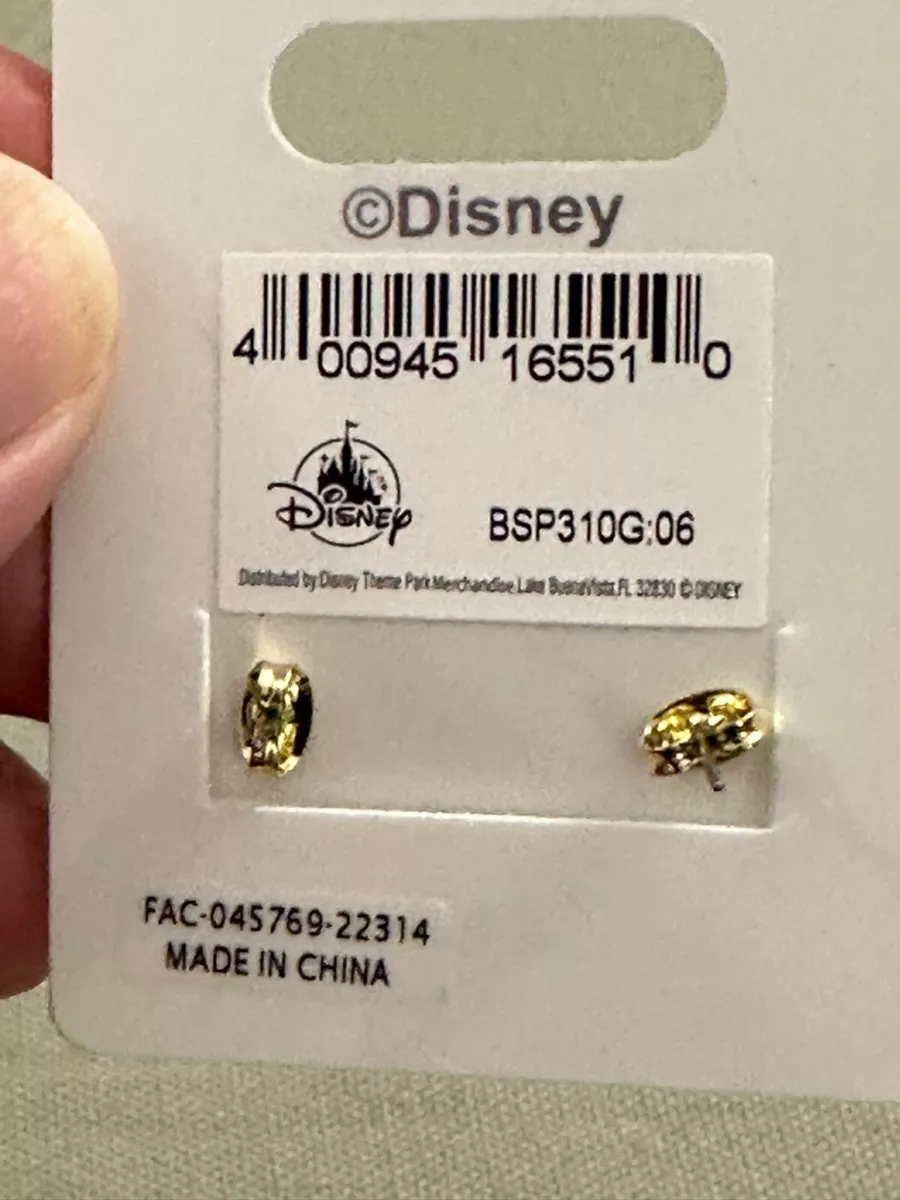 ©Disney
4 00945 16551 0
Disney
BSP310G:06
Distributed by Disney Theme Park Merchandise, Lake Buena Vista, FL 32830 © DISNEY
FAC-045769-22314
MADE IN CHINA